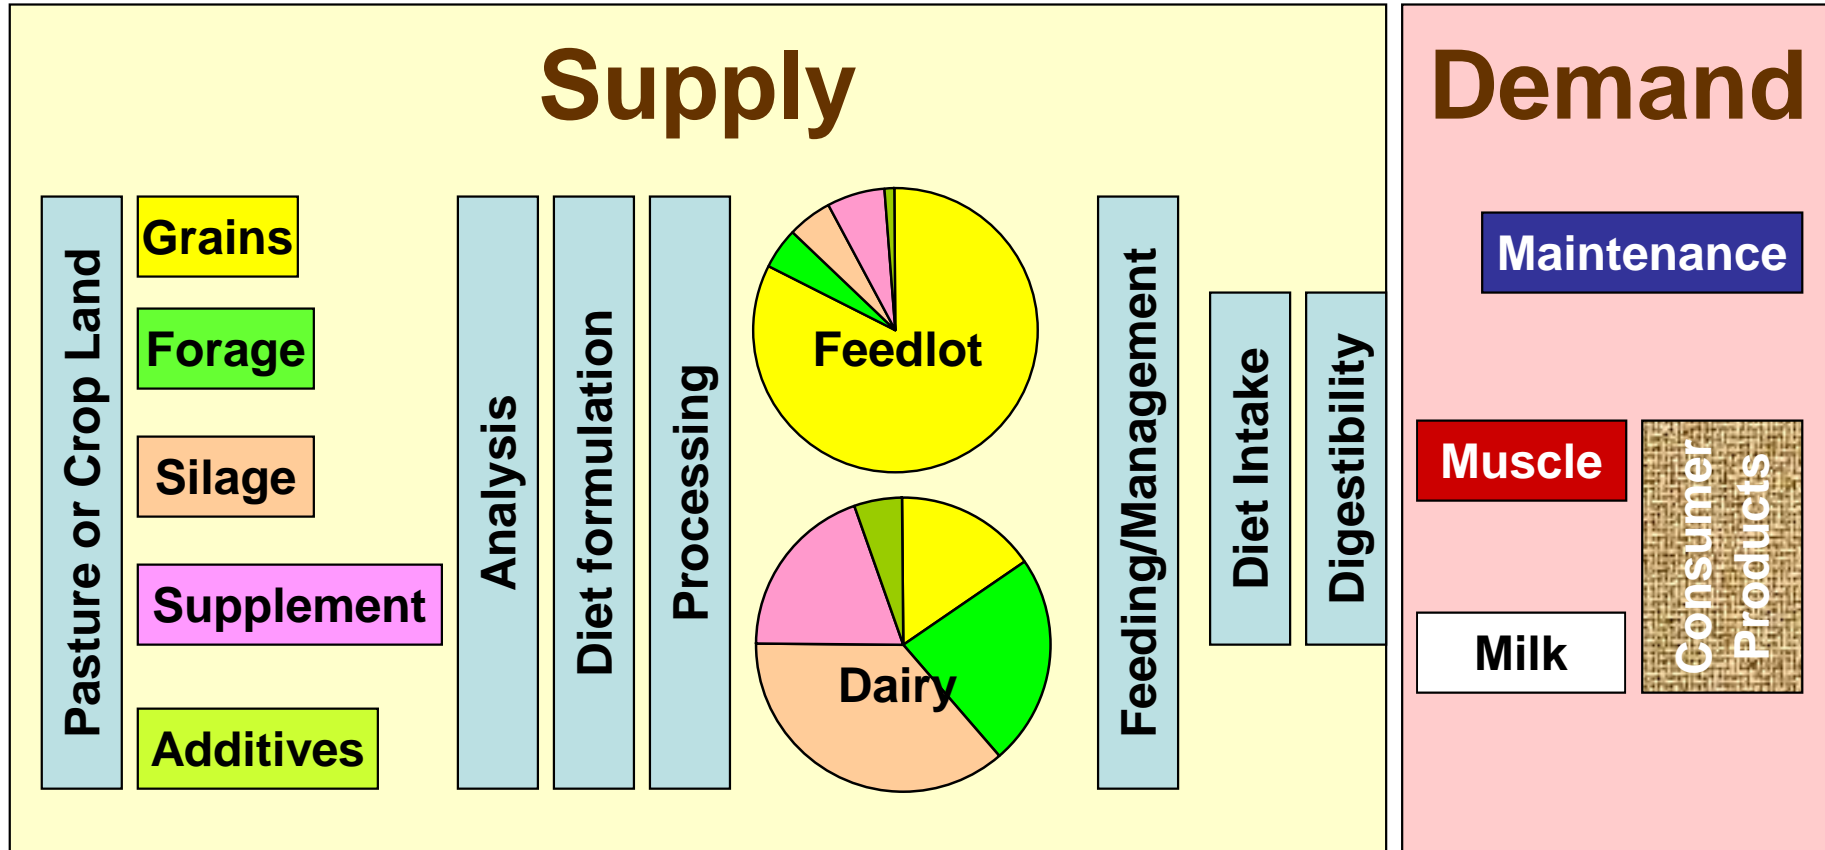 Supply
Demand
Pasture or Crop Land
Grains
Forage
Silage
Supplement
Additives
Analysis
Diet formulation
Processing
Feedlot
Dairy
Feeding/Management
Diet Intake
Digestibility
Maintenance
Muscle
Milk
Consumer
Products